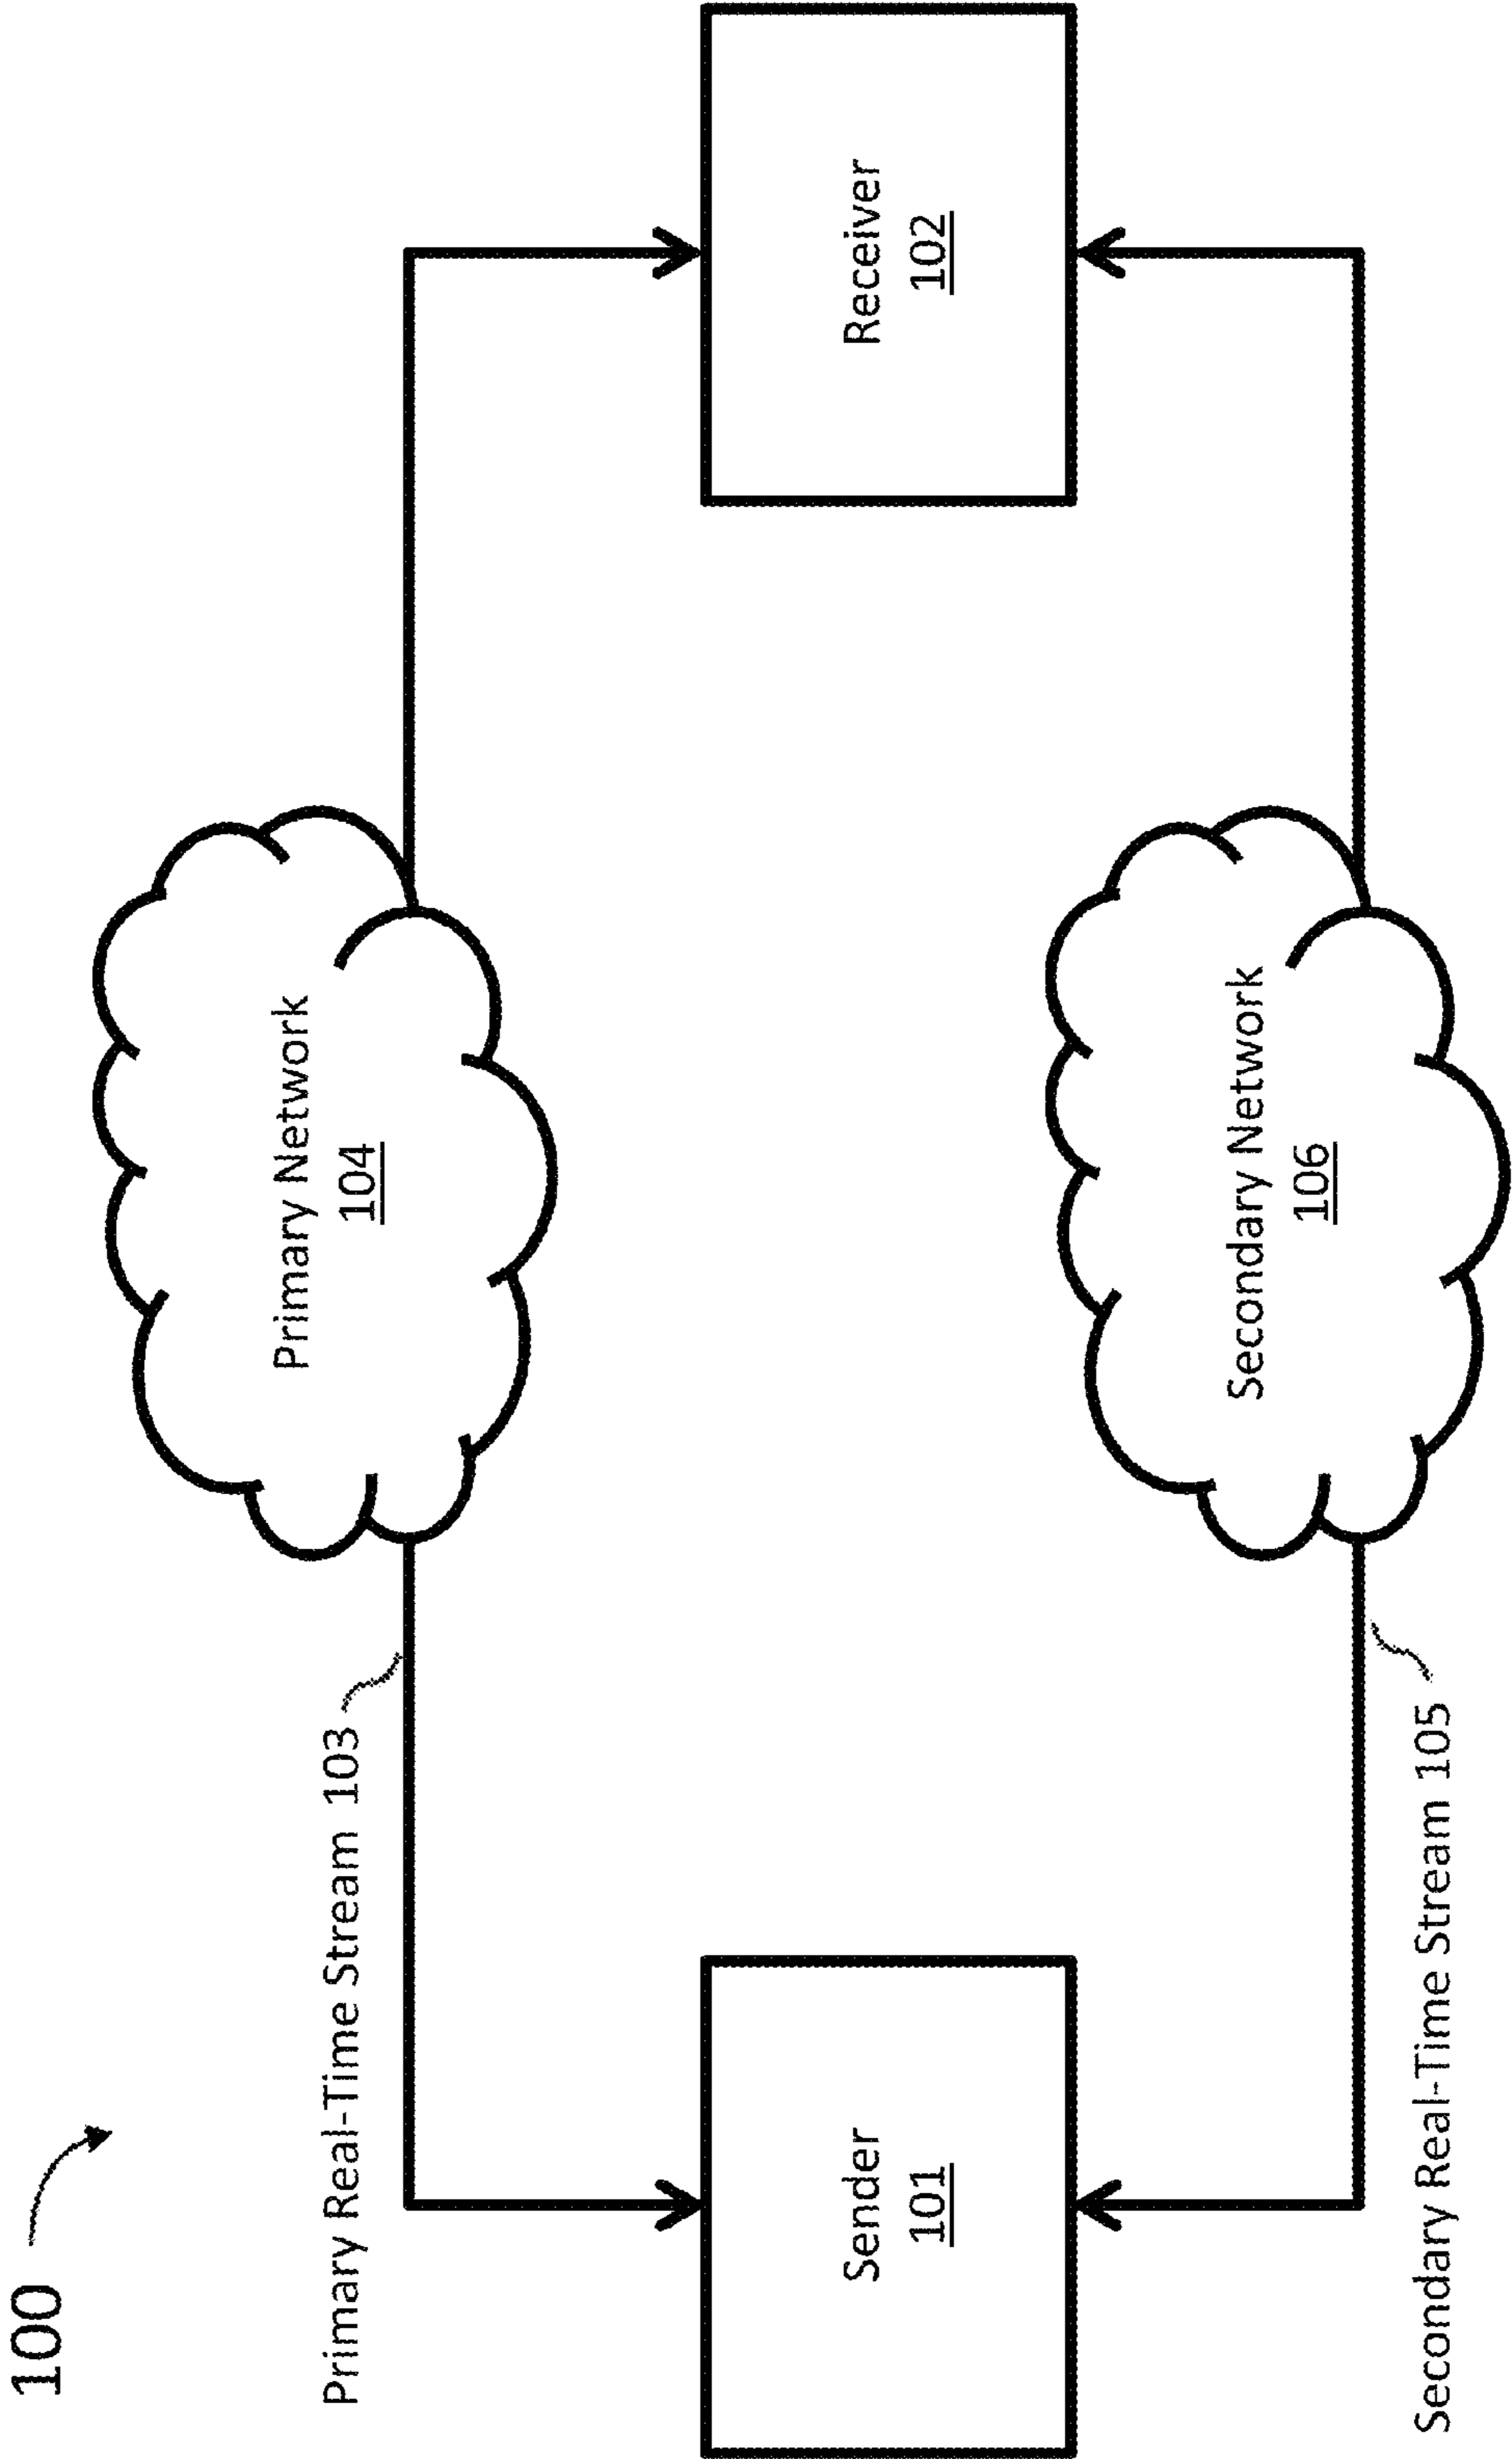 100
Primary Real-Time Stream 103
Primary Network
104
Sender
101
Receiver
102
Secondary Network
106
Secondary Real-Time Stream 105